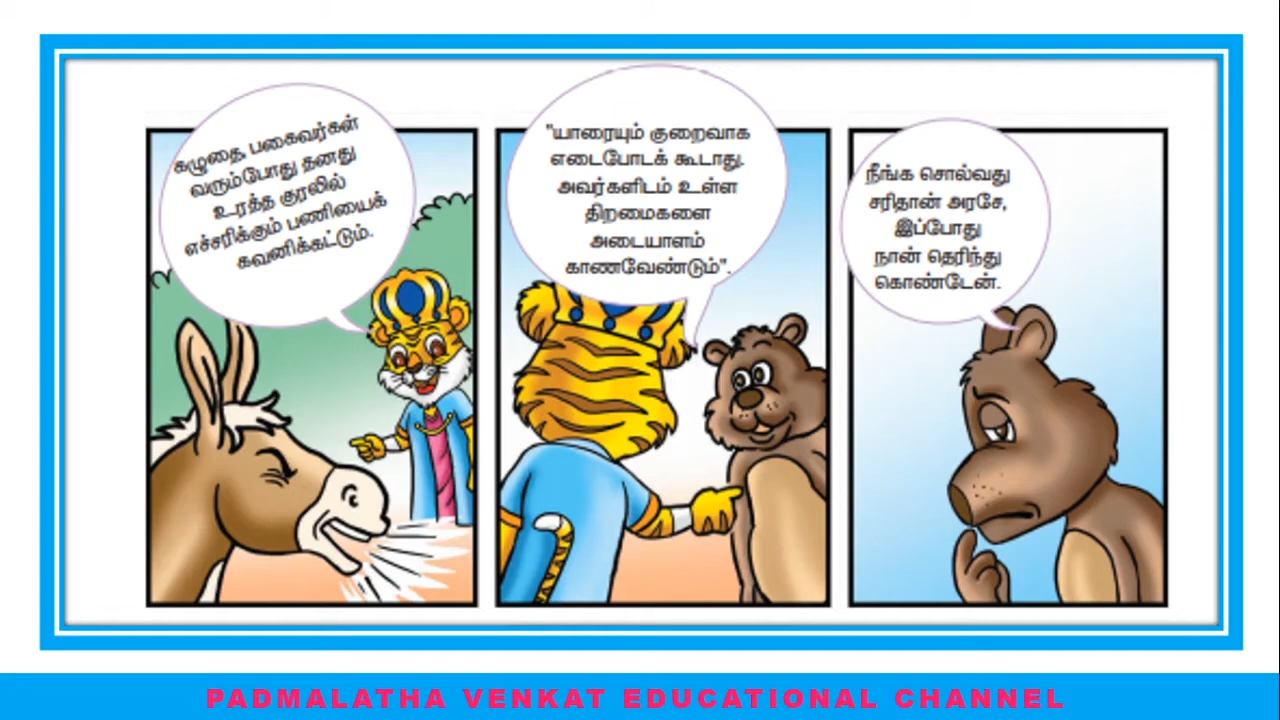 கழுதை, பகைவர்கள்
வரும்போது தனது
உரத்த குரலில்
எச்சரிக்கும் பணியைக்
கவனிக்கட்டும்.
"யாரையும் குறைவாக
எடைபோடக் கூடாது.
அவர்களிடம் உள்ள
திறமைகளை
அடையாளம்
காணவேண்டும்".
நீங்க சொல்வது
சரிதான் அரசே,
இப்போது
நான் தெரிந்து
கொண்டேன்.
PADMALATHA VENKAT EDUCATIONAL CHANNEL